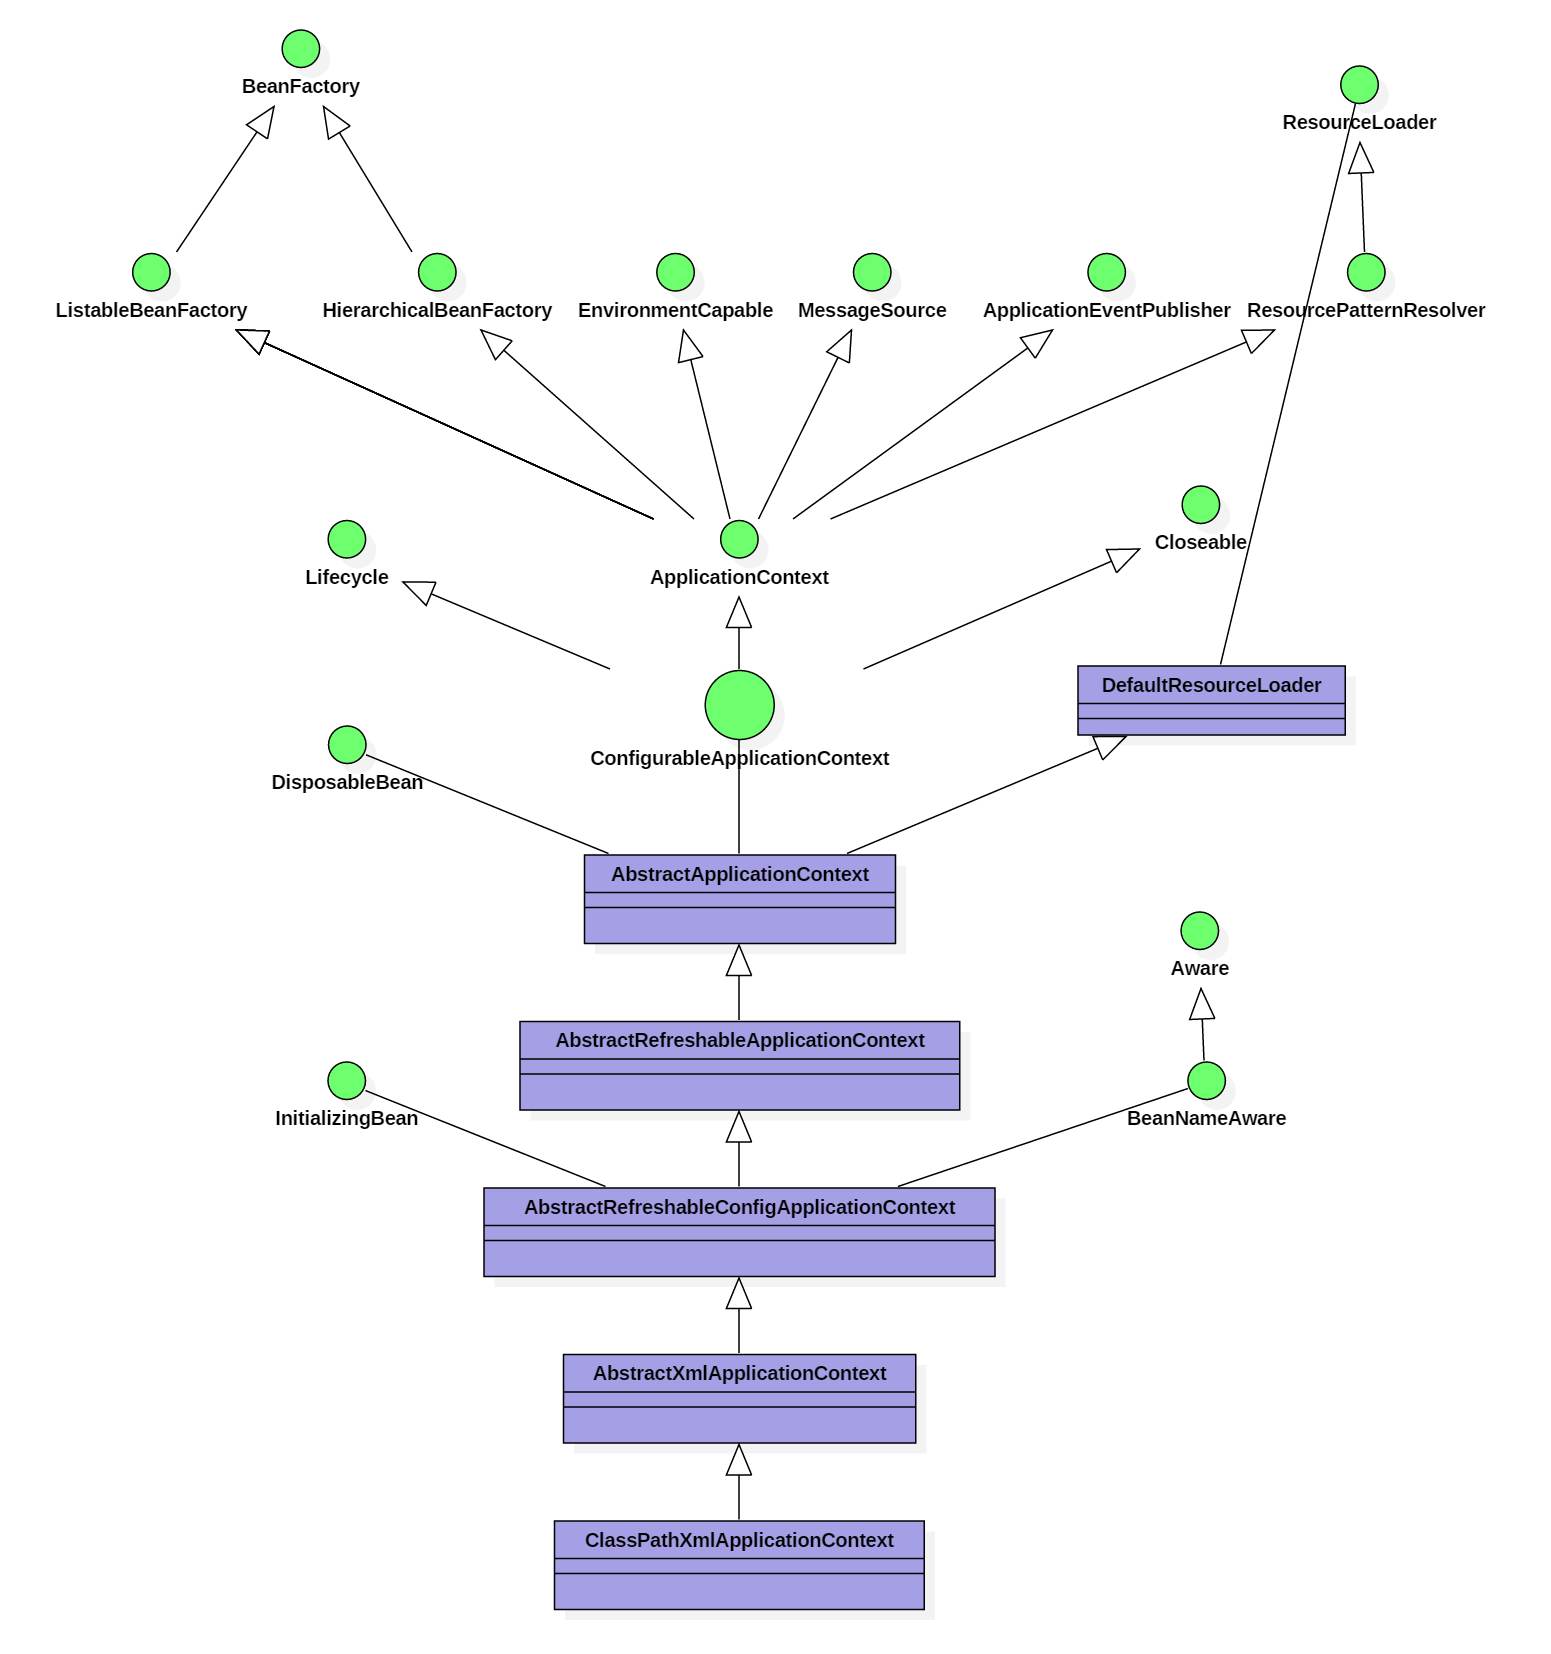 BeanFactory
ResourceLoader
ListableBeanFactory
HierarchicalBeanFactory
EnvironmentCapable
MessageSource
ApplicationEventPublisher
ResourcePatternResolver
Closeable
Lifecycle
ApplicationContext
DefaultResourceLoader
ConfigurableApplicationContext
DisposableBean
AbstractApplicationContext
Aware
AbstractRefreshableApplicationContext
InitializingBean
BeanNameAware
AbstractRefreshableConfigApplicationContext
AbstractXmlApplicationContext
ClassPathXmlApplicationContext